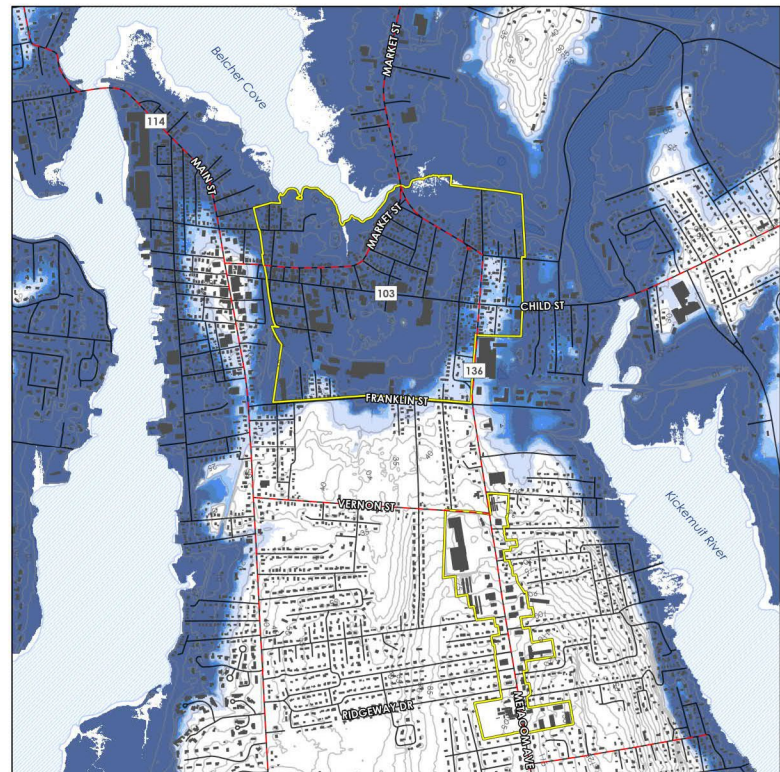 Belcher Cove
MARKET ST
114
MAIN ST
MARKET ST
103
CHILD ST
136
FRANKLIN ST
VERNON ST
Kickemuit River
RIDGEWAY DR
METACOM AVE